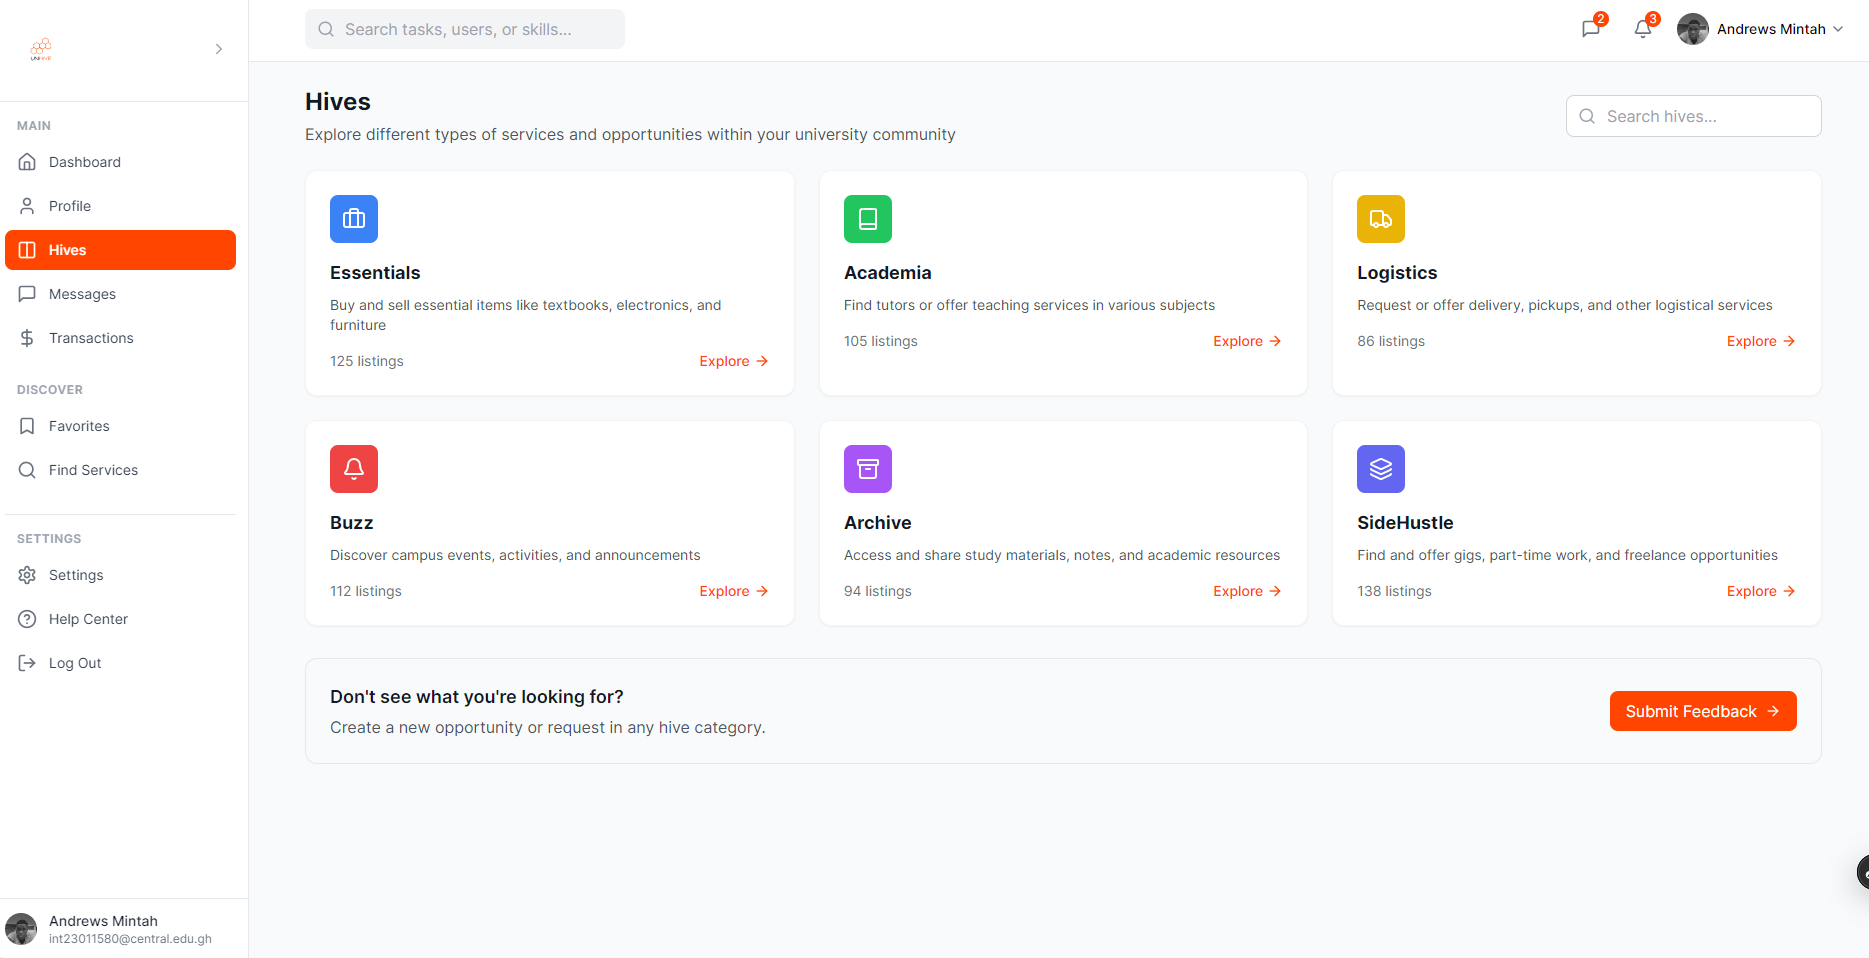 UNIHIVE
MAIN
Dashboard
Profile
Hives
Messages
Transactions
DISCOVER
Favorites
Find Services
SETTINGS
Settings
Help Center
Log Out
Andrews Mintah
int23011580@central.edu.gh
Search tasks, users, or skills...
2
3
Andrews Mintah
Hives
Explore different types of services and opportunities within your university community
Search hives...
Essentials
Buy and sell essential items like textbooks, electronics, and
furniture
125 listings
Explore
Academia
Find tutors or offer teaching services in various subjects
105 listings
Explore
Logistics
Request or offer delivery, pickups, and other logistical services
86 listings
Explore
Buzz
Discover campus events, activities, and announcements
112 listings
Explore
Archive
Access and share study materials, notes, and academic resources
94 listings
Explore
SideHustle
Find and offer gigs, part-time work, and freelance opportunities
138 listings
Explore
Don't see what you're looking for?
Create a new opportunity or request in any hive category.
Submit Feedback